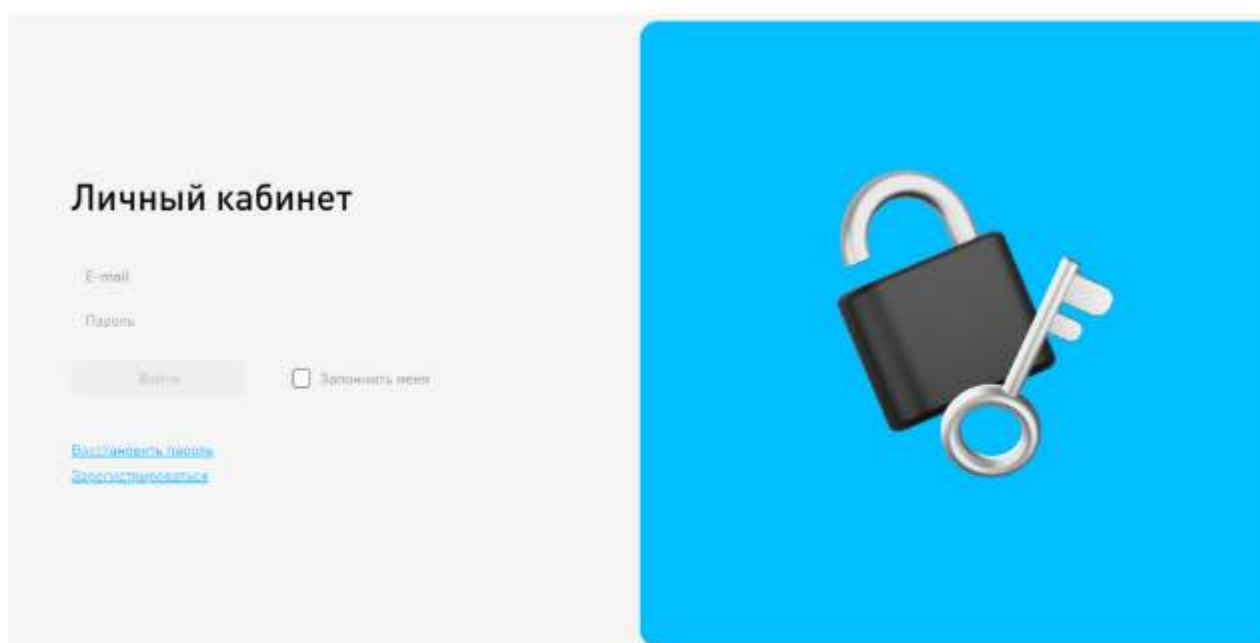 Личный кабинет
E-mail
Пароль
Войти
Запомнить меня
Восстановить пароль
Зарегистрироваться